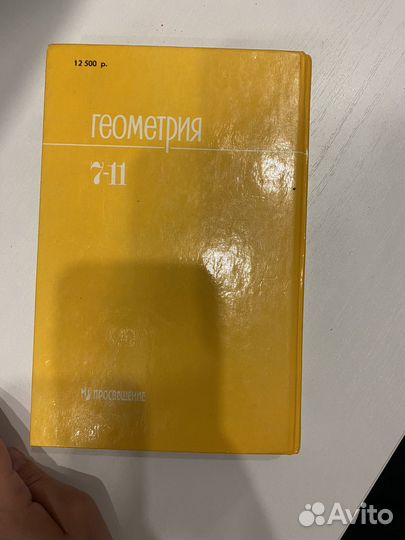 12 500 р.
геометрия
7-11
ПРОСВЕЩЕНИЕ
Avito